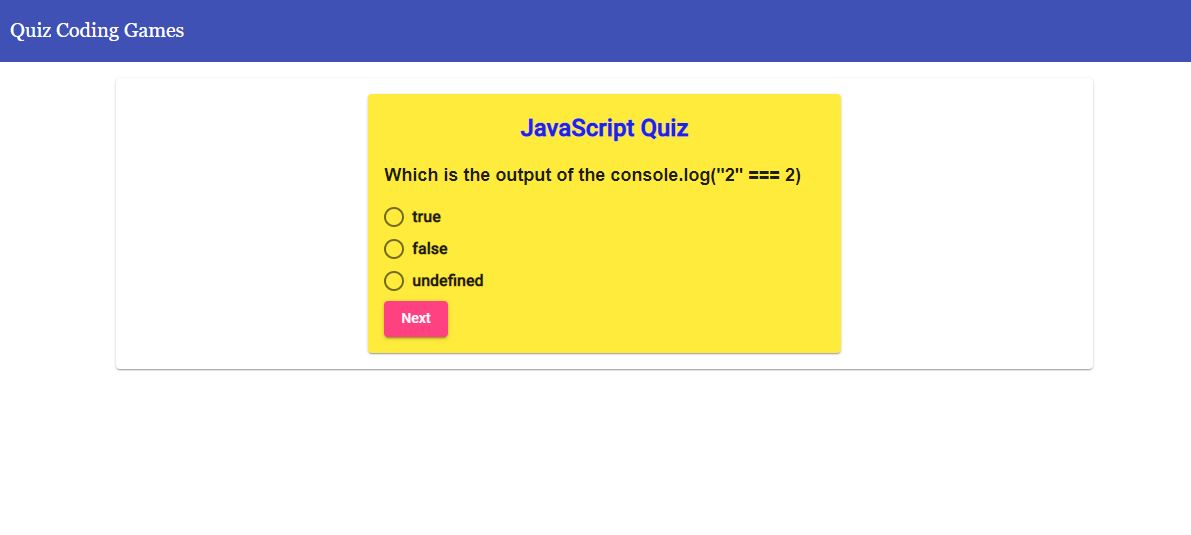 Quiz Coding Games
JavaScript Quiz
Which is the output of the console.log("2" === 2)
true
false
undefined
Next